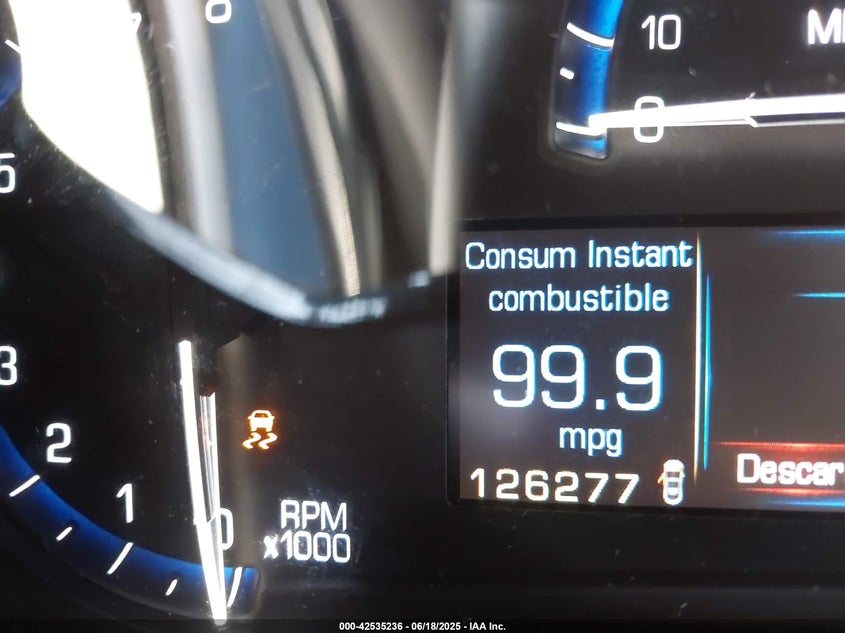 10
0
5
3
2
1
0
RPM
x1000
Consum Instant
combustible
99.9
mpg
126277
Descar
000-42535236 - 06/18/2025 - IAA Inc.